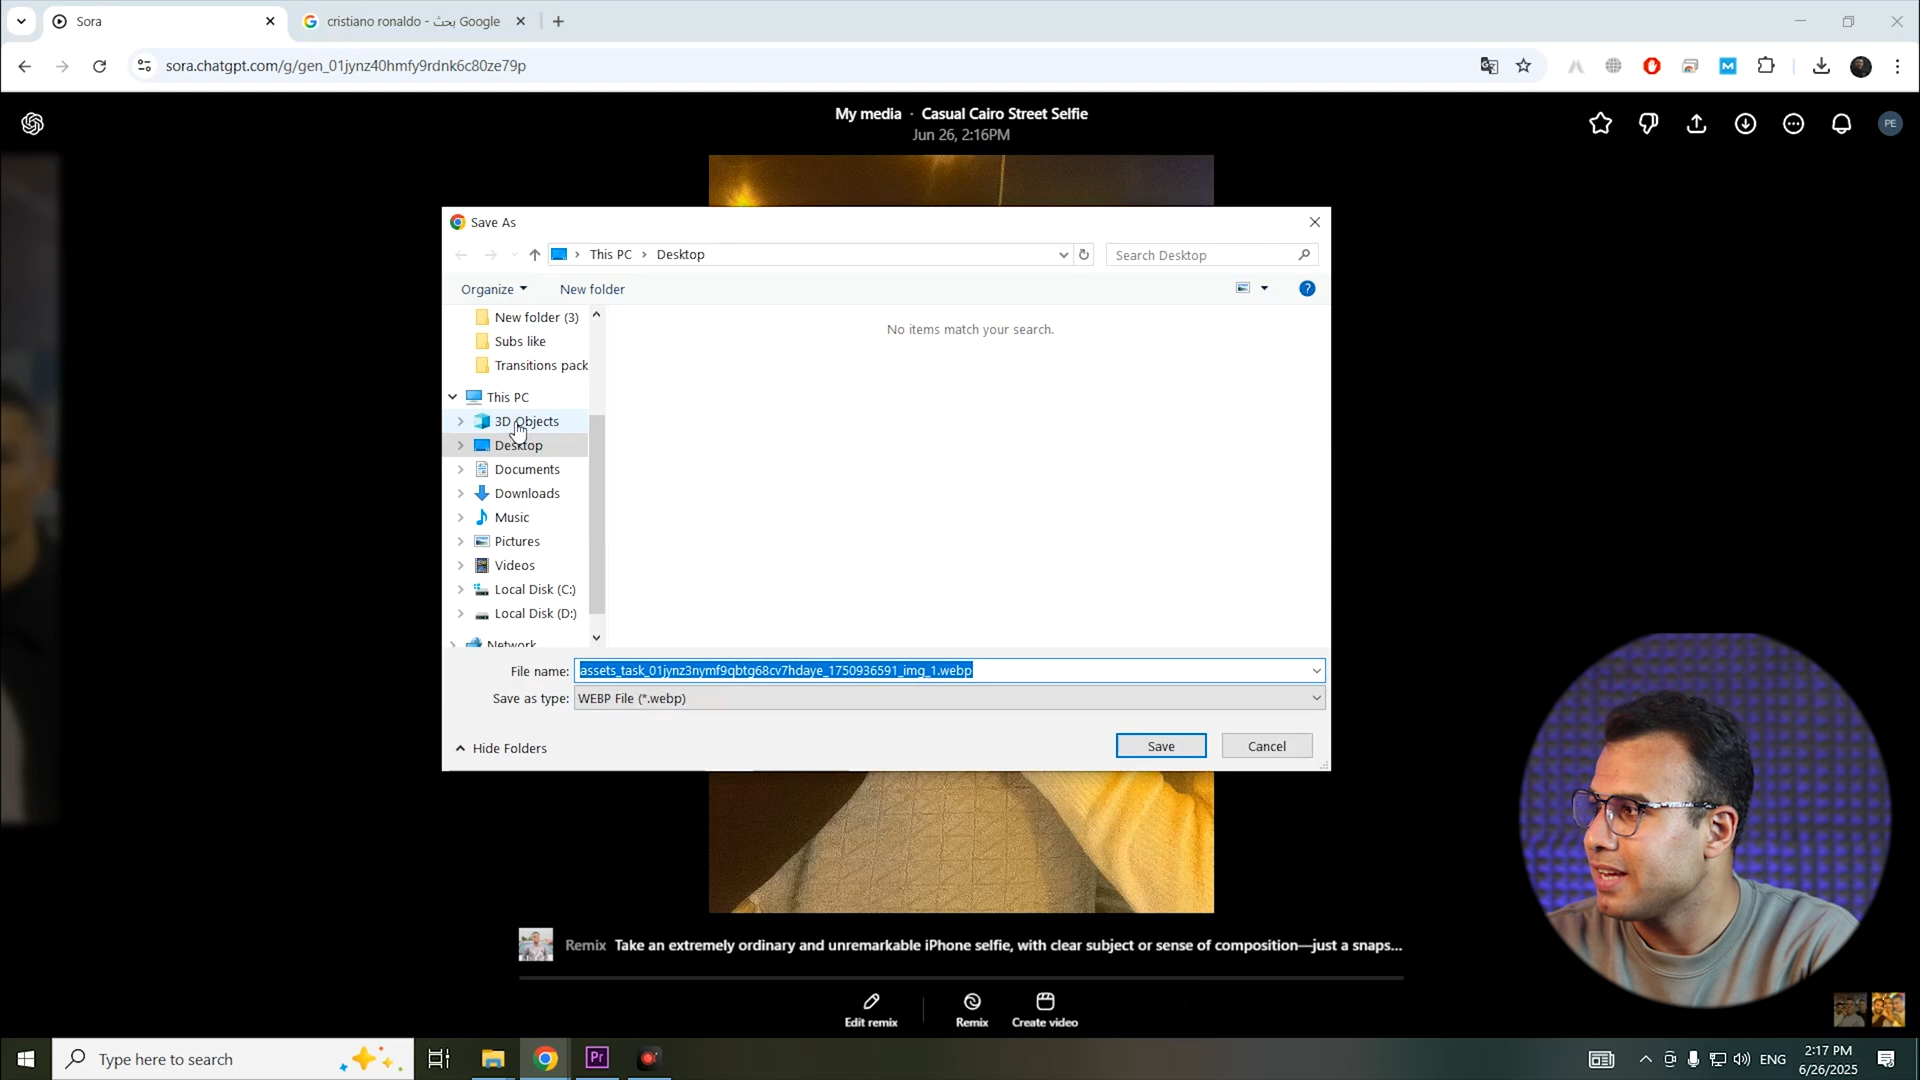 Sora
cristiano ronaldo - بحث Google
sora.chatgpt.com/g/gen_01jynz40hmfy9rdnk6c80ze79p
My media · Casual Cairo Street Selfie
Jun 26, 2:16PM
PE
Save As
This PC
Desktop
Search Desktop
Organize
New folder
New folder (3)
Subs like
Transitions pack
This PC
3D Objects
Desktop
Documents
Downloads
Music
Pictures
Videos
Local Disk (C:)
Local Disk (D:)
Network
No items match your search.
File name: assets_task_01jynz3nymf9qbtg68cv7hdaye_1750936591_img_1.webp
Save as type: WEBP File (*.webp)
Hide Folders
Save
Cancel
Remix Take an extremely ordinary and unremarkable iPhone selfie, with clear subject or sense of composition—just a snaps...
Edit remix
Remix
Create video
Type here to search
Pr
ENG
2:17 PM
6/26/2025